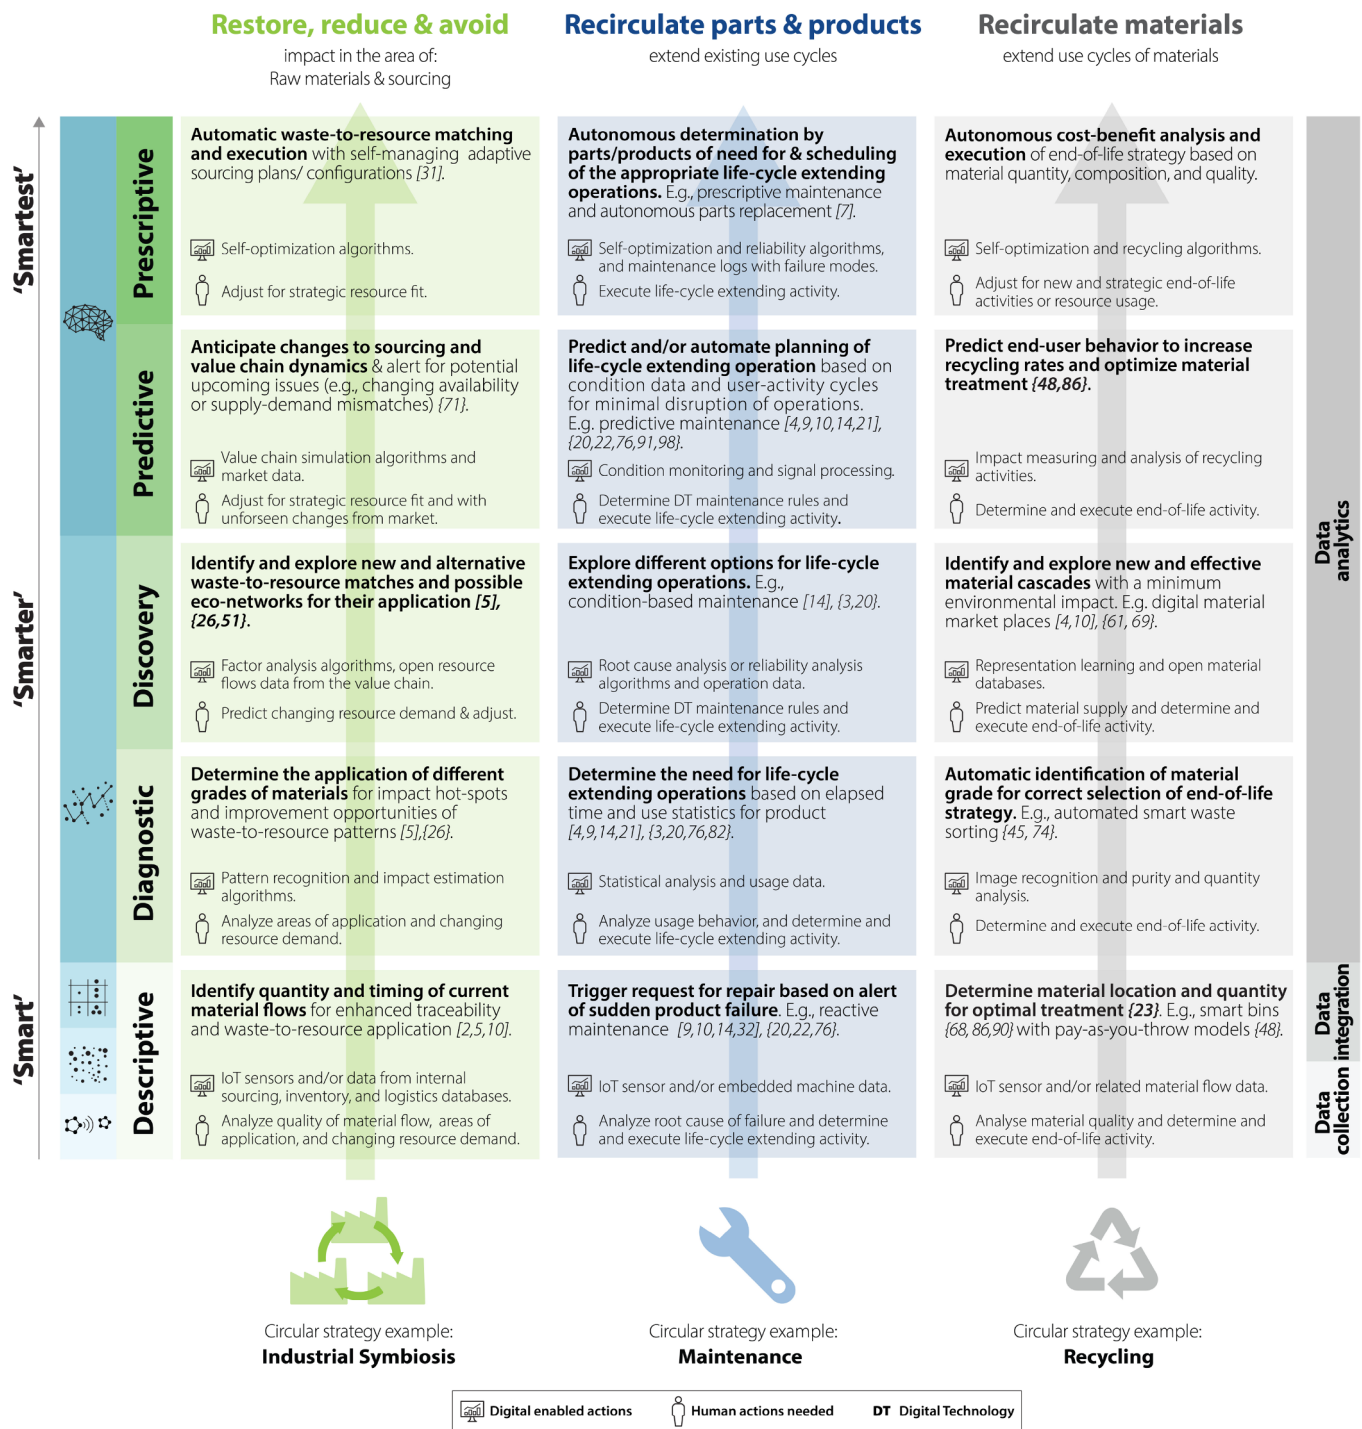 Restore, reduce & avoid
impact in the area of:
Raw materials & sourcing
Recirculate parts & products
extend existing use cycles
Recirculate materials
extend use cycles of materials
'Smartest'
Prescriptive
Automatic waste-to-resource matching
and execution with self-managing adaptive
sourcing plans/ configurations [31].
Self-optimization algorithms.
Adjust for strategic resource fit.
Autonomous determination by
parts/products of need for & scheduling
of the appropriate life-cycle extending
operations. E.g., prescriptive maintenance
and autonomous parts replacement [7].
Self-optimization and reliability algorithms,
and maintenance logs with failure modes.
Execute life-cycle extending activity.
Autonomous cost-benefit analysis and
execution of end-of-life strategy based on
material quantity, composition, and quality.
Self-optimization and recycling algorithms.
Adjust for new and strategic end-of-life
activities or resource usage.
Predictive
Anticipate changes to sourcing and
value chain dynamics & alert for potential
upcoming issues (e.g., changing availability
or supply-demand mismatches) {71}.
Value chain simulation algorithms and
market data.
Adjust for strategic resource fit and with
unforseen changes from market.
Predict and/or automate planning of
life-cycle extending operation based on
condition data and user-activity cycles
for minimal disruption of operations.
E.g. predictive maintenance [4,9,10,14,21],
{20,22,76,91,98}.
Condition monitoring and signal processing.
Determine DT maintenance rules and
execute life-cycle extending activity.
Predict end-user behavior to increase
recycling rates and optimize material
treatment {48,86}.
Impact measuring and analysis of recycling
activities.
Determine and execute end-of-life activity.
Data
analytics
'Smarter'
Discovery
Identify and explore new and alternative
waste-to-resource matches and possible
eco-networks for their application [5],
{26,51}.
Factor analysis algorithms, open resource
flows data from the value chain.
Predict changing resource demand & adjust.
Explore different options for life-cycle
extending operations. E.g.,
condition-based maintenance [14], {3,20}.
Root cause analysis or reliability analysis
algorithms and operation data.
Determine DT maintenance rules and
execute life-cycle extending activity.
Identify and explore new and effective
material cascades with a minimum
environmental impact. E.g. digital material
market places [4,10], {61, 69}.
Representation learning and open material
databases.
Predict material supply and determine and
execute end-of-life activity.
Diagnostic
Determine the application of different
grades of materials for impact hot-spots
and improvement opportunities of
waste-to-resource patterns [5],{26}.
Pattern recognition and impact estimation
algorithms.
Analyze areas of application and changing
resource demand.
Determine the need for life-cycle
extending operations based on elapsed
time and use statistics for product
[4,9,14,21], {3,20,76,82}.
Statistical analysis and usage data.
Analyze usage behavior, and determine and
execute life-cycle extending activity.
Automatic identification of material
grade for correct selection of end-of-life
strategy. E.g., automated smart waste
sorting {45, 74}.
Image recognition and purity and quantity
analysis.
Determine and execute end-of-life activity.
'Smart'
Descriptive
Identify quantity and timing of current
material flows for enhanced traceability
and waste-to-resource application [2,5,10].
IoT sensors and/or data from internal
sourcing, inventory, and logistics databases.
Analyze quality of material flow, areas of
application, and changing resource demand.
Trigger request for repair based on alert
of sudden product failure. E.g., reactive
maintenance [9,10,14,32], {20,22,76}.
IoT sensor and/or embedded machine data.
Analyze root cause of failure and determine
and execute life-cycle extending activity.
Determine material location and quantity
for optimal treatment {23}. E.g., smart bins
{68,86,90} with pay-as-you-throw models {48}.
IoT sensor and/or related material flow data.
Analyse material quality and determine and
execute end-of-life activity.
Data
integration
Data
collection
Circular strategy example:
Industrial Symbiosis
Circular strategy example:
Maintenance
Circular strategy example:
Recycling
Digital enabled actions
Human actions needed
DT Digital Technology